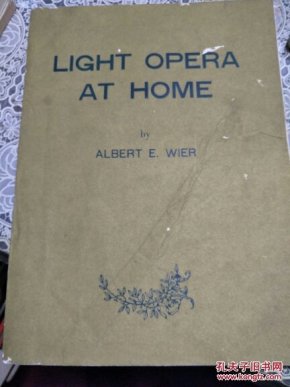 LIGHT OPERA
AT HOME
by
ALBERT E. WIER
孔夫子旧书网